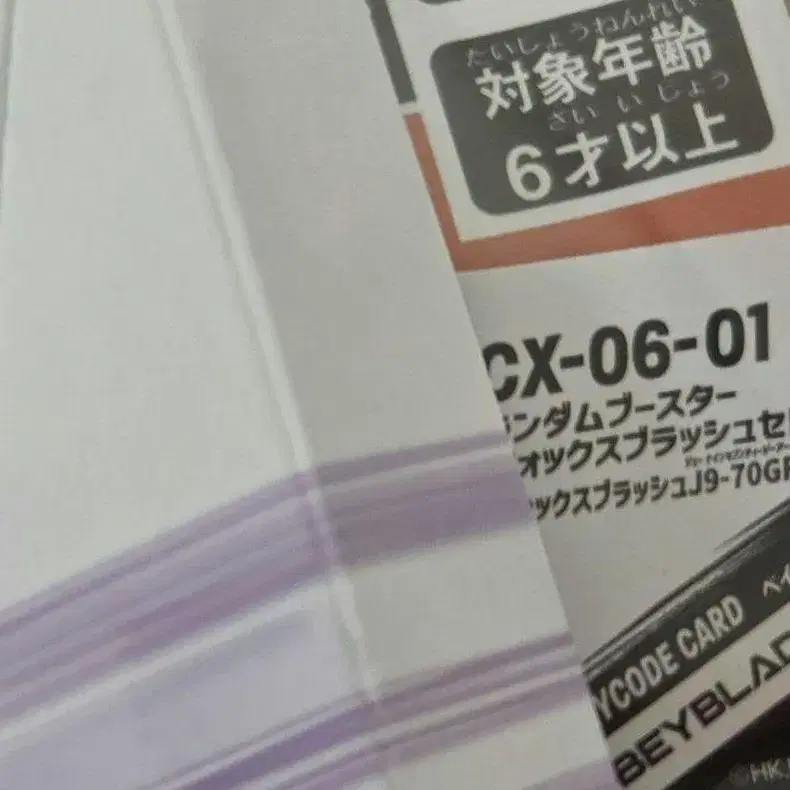 たいしょうねんれい
対象年齢
さい い じょう
6才以上
CX-06-01
ンダムブースター
ォックスブラッシュセ
ックスブラッシュJ9-70GR
YCODE CARD ベイ
BEYBLAD
©HK,